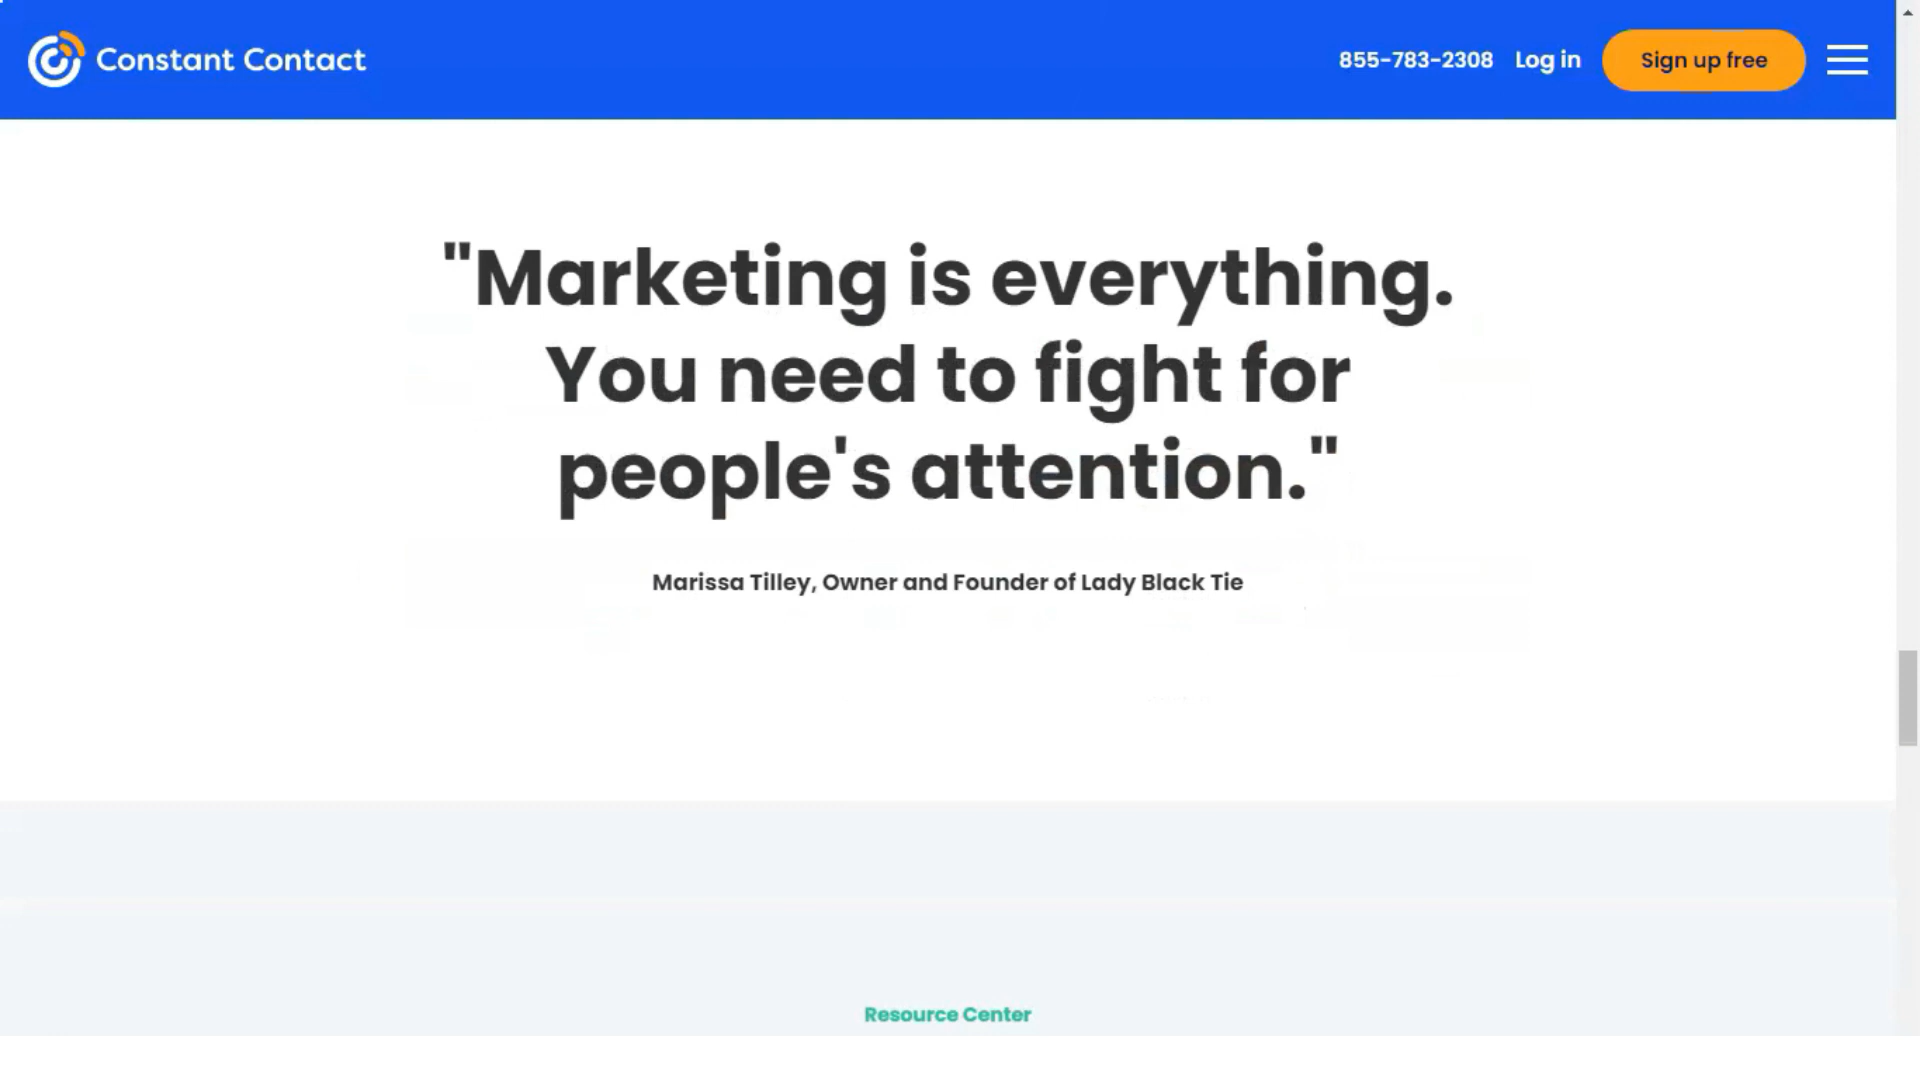 Constant Contact
855-783-2308 Log in Sign up free
"Marketing is everything.
You need to fight for
people's attention."
Marissa Tilley, Owner and Founder of Lady Black Tie
Resource Center